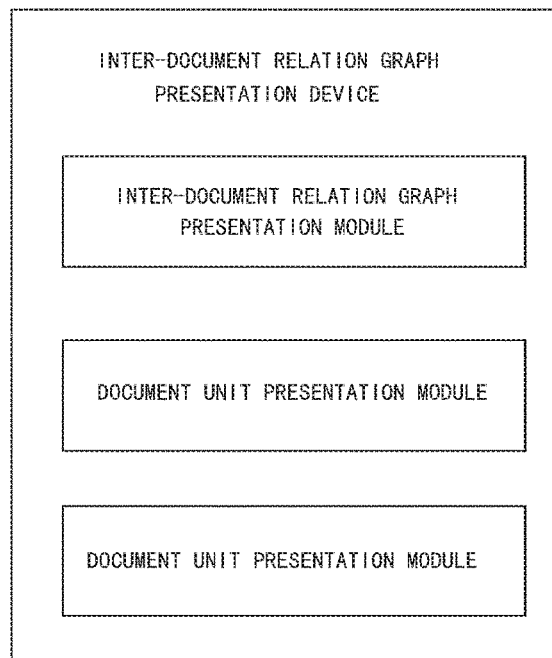 INTER-DOCUMENT RELATION GRAPH
PRESENTATION DEVICE
INTER-DOCUMENT RELATION GRAPH
PRESENTATION MODULE
DOCUMENT UNIT PRESENTATION MODULE
DOCUMENT UNIT PRESENTATION MODULE